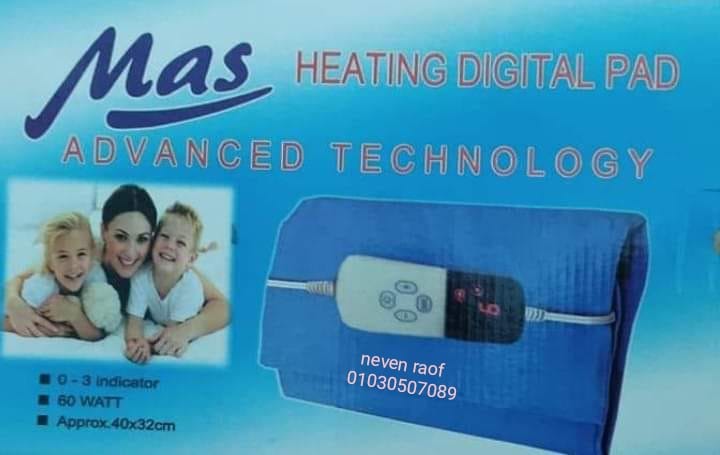 Mas HEATING DIGITAL PAD
ADVANCED TECHNOLOGY
neven raof
01030507089
0-3 indicator
60 WATT
Approx.40x32cm